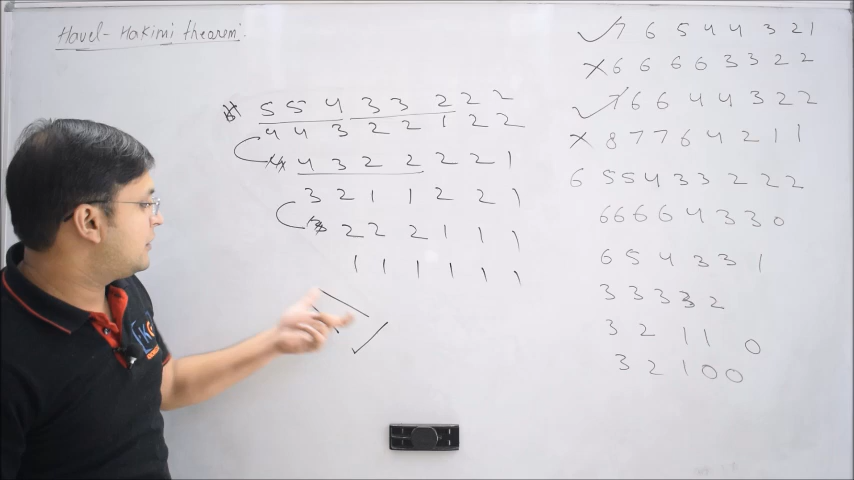 Havel-Hakimi theorem:
5 5 4 3 3 2 2 2
4 4 3 2 2 1 2 2
4 3 2 2 2 2 1
3 2 1 1 2 2 1
2 2 2 1 1 1
1 1 1 1 1 1
✓ 7 6 5 4 4 3 2 1
× 6 6 6 6 3 3 2 2
✓ 7 6 6 4 4 3 2 2
× 8 7 7 6 4 2 1 1
6 5 5 4 3 3 2 2 2
6 6 6 6 4 3 3 0
6 5 4 3 3 1
3 3 3 3 2
3 2 1 1 0
3 2 1 0 0